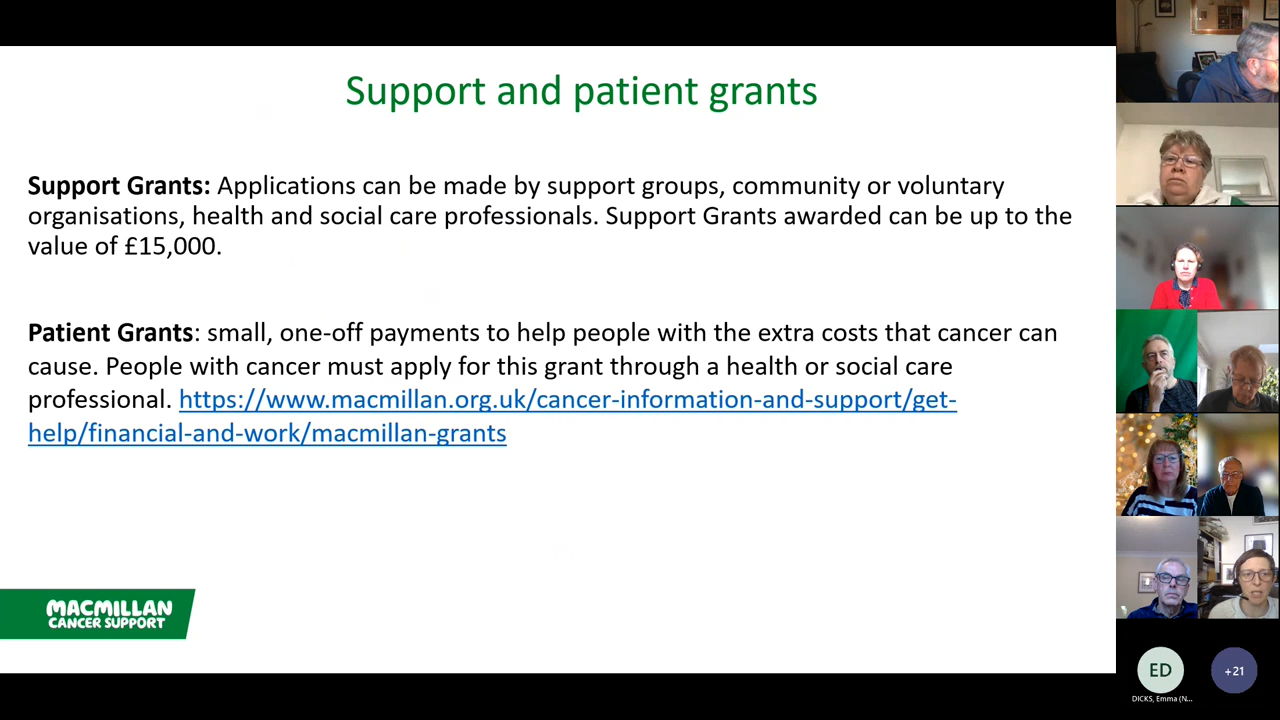 Support and patient grants
Support Grants: Applications can be made by support groups, community or voluntary
organisations, health and social care professionals. Support Grants awarded can be up to the
value of £15,000.
Patient Grants: small, one-off payments to help people with the extra costs that cancer can
cause. People with cancer must apply for this grant through a health or social care
professional. https://www.macmillan.org.uk/cancer-information-and-support/get-
help/financial-and-work/macmillan-grants
MACMILLAN
CANCER SUPPORT
ED
+21
DICKS, Emma (N...